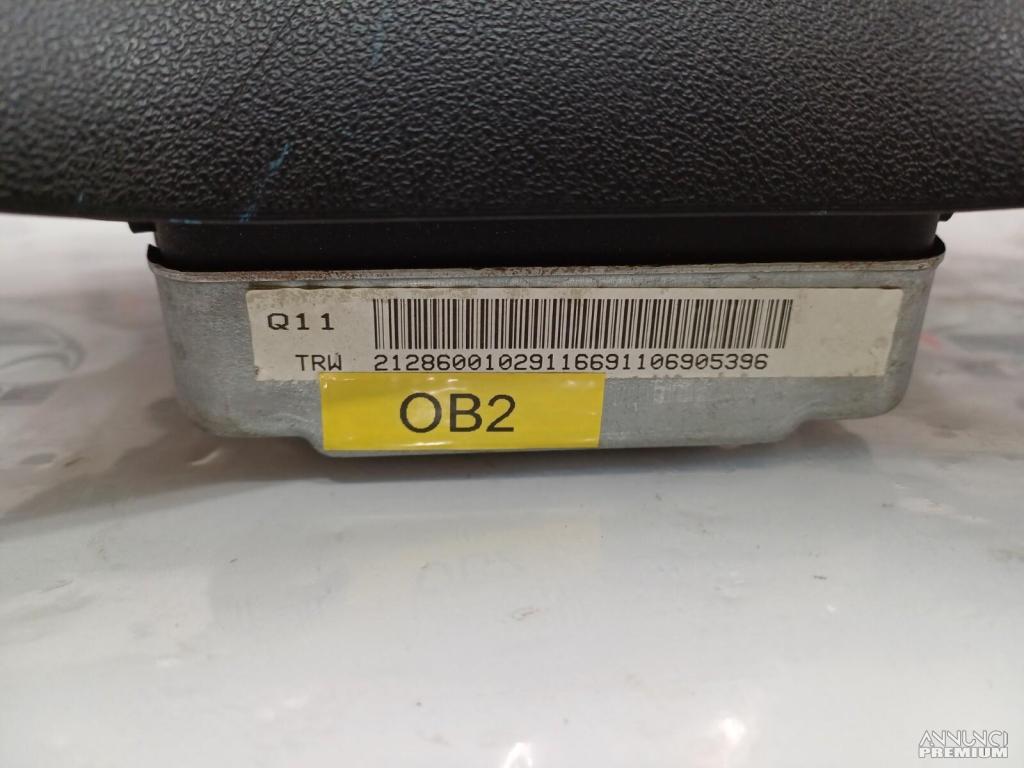 Q11
TRW 21286001029116691106905396
OB2
ANNUNCI
PREMIUM